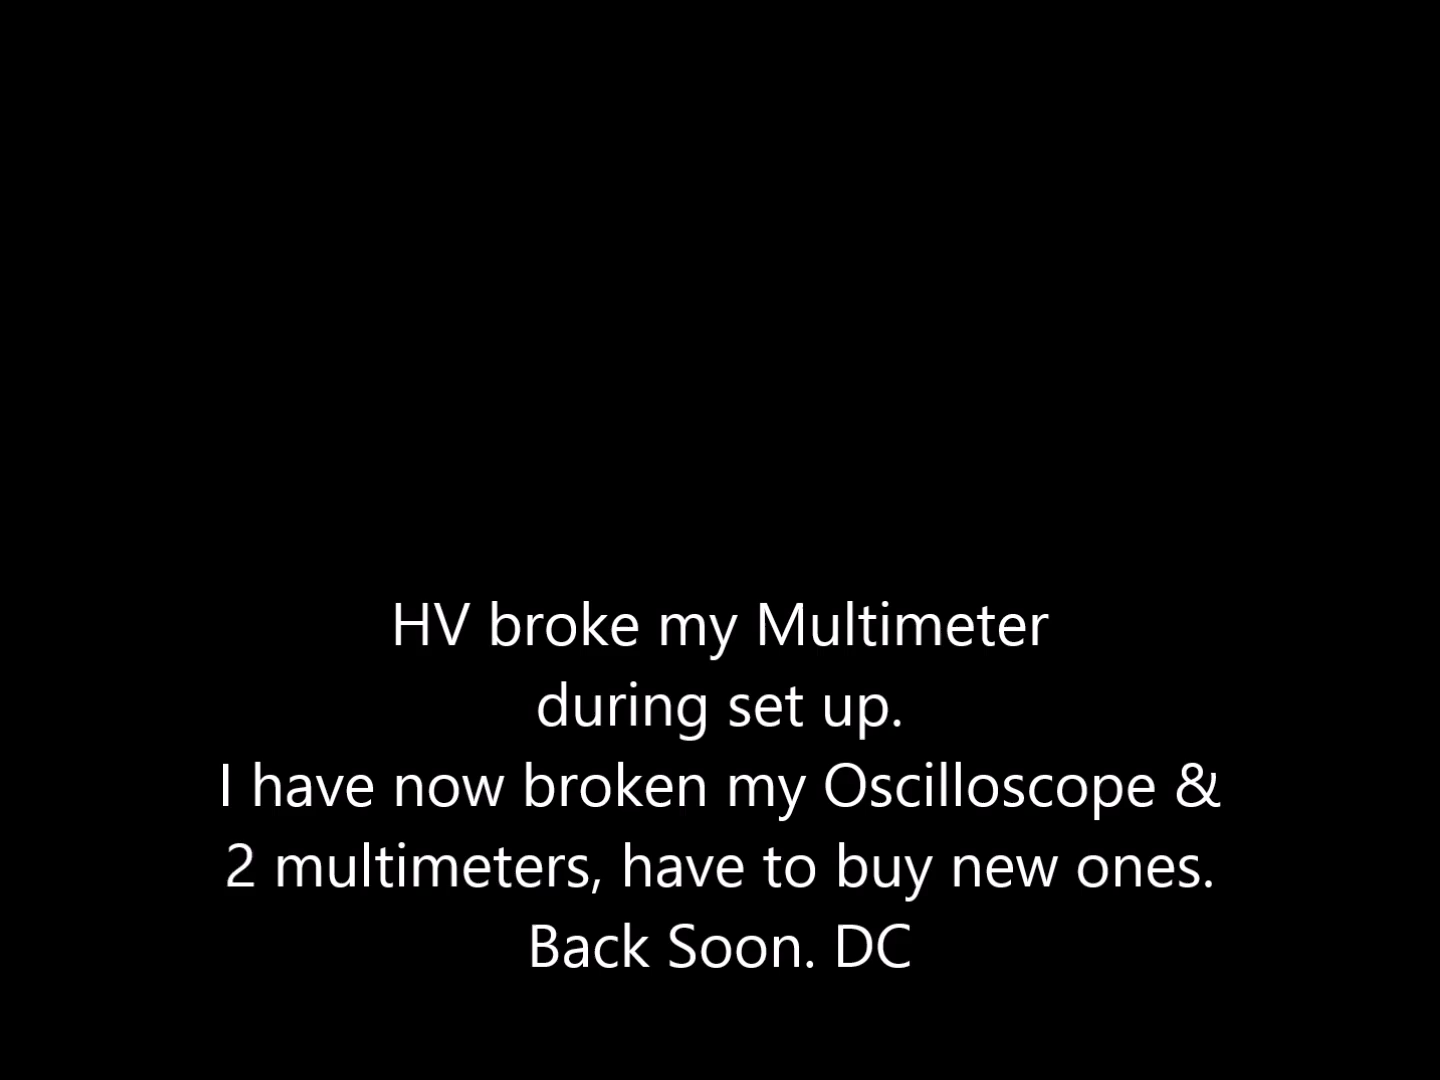 HV broke my Multimeter
during set up.
I have now broken my Oscilloscope &
2 multimeters, have to buy new ones.
Back Soon. DC